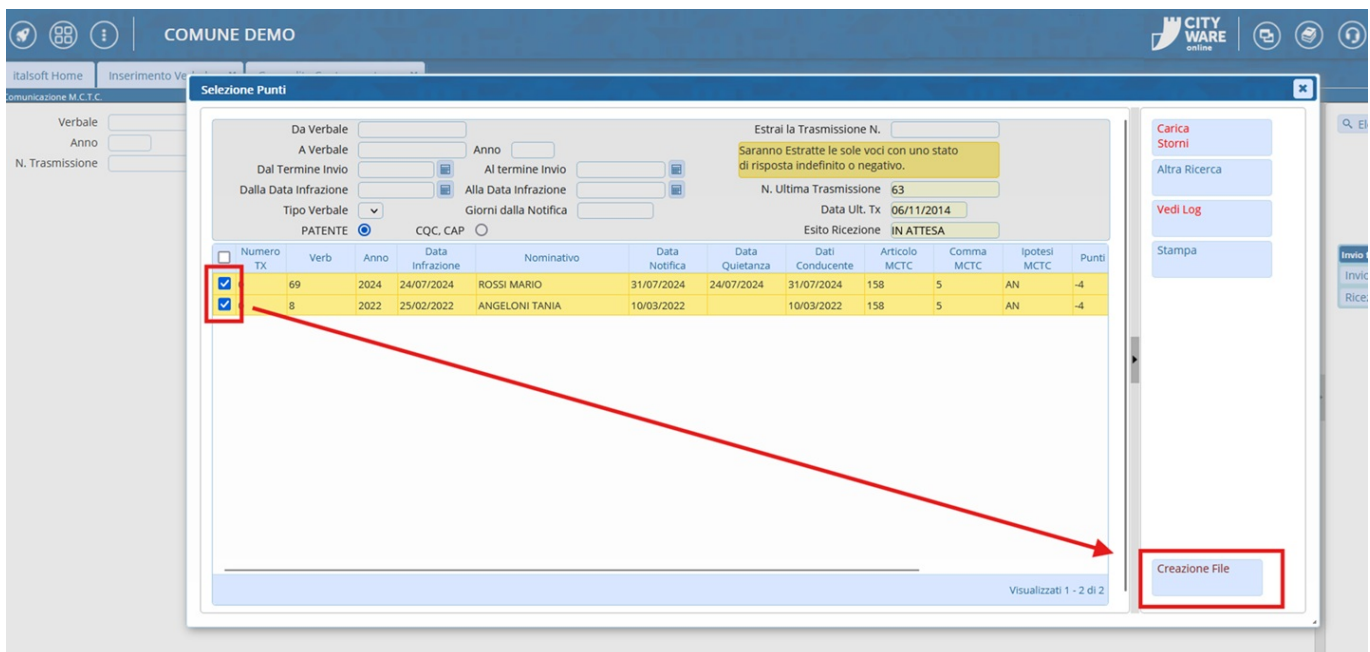 COMUNE DEMO
CITY
WARE
online
italsoft Home
Inserimento Ve
Comunicazione M.C.T.C.
Verbale
Anno
N. Trasmissione
Selezione Punti
Da Verbale
Estrai la Trasmissione N.
A Verbale Anno
Saranno Estratte le sole voci con uno stato
di risposta indefinito o negativo.
Dal Termine Invio Al termine Invio
Dalla Data Infrazione Alla Data Infrazione
N. Ultima Trasmissione 63
Tipo Verbale Giorni dalla Notifica
Data Ult. Tx 06/11/2014
PATENTE CQC, CAP
Esito Ricezione IN ATTESA
Numero TX Verb Anno Data Infrazione Nominativo Data Notifica Data Quietanza Dati Conducente Articolo MCTC Comma MCTC Ipotesi MCTC Punti
69 2024 24/07/2024 ROSSI MARIO 31/07/2024 24/07/2024 31/07/2024 158 5 AN -4
8 2022 25/02/2022 ANGELONI TANIA 10/03/2022 10/03/2022 158 5 AN -4
Visualizzati 1 - 2 di 2
Carica
Storni
Altra Ricerca
Vedi Log
Stampa
Creazione File